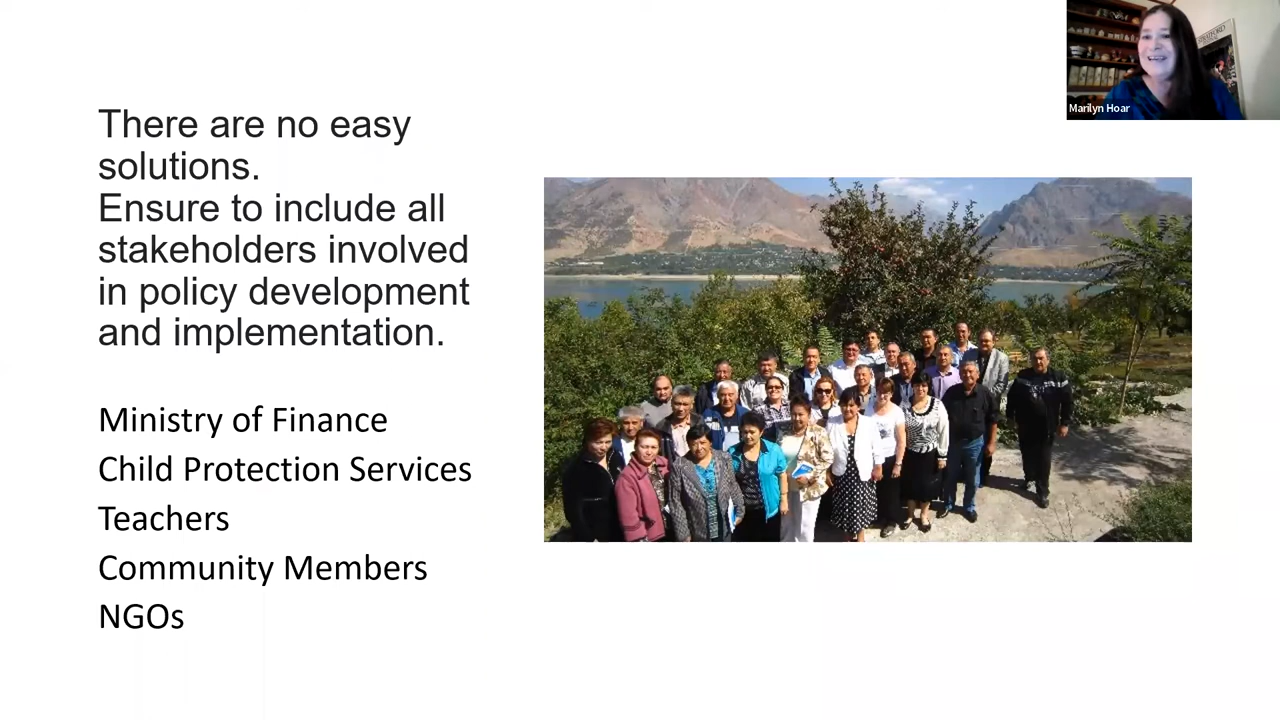 There are no easy
solutions.
Ensure to include all
stakeholders involved
in policy development
and implementation.
Ministry of Finance
Child Protection Services
Teachers
Community Members
NGOs
Marilyn Hoar
STRATFORD